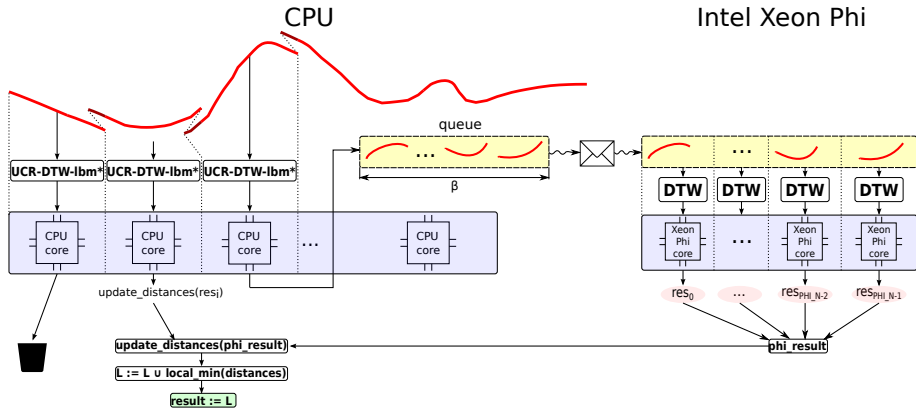 CPU
Intel Xeon Phi
queue
...
...
β
UCR-DTW-lbm*
UCR-DTW-lbm*
UCR-DTW-lbm*
DTW
DTW
DTW
DTW
CPU
core
CPU
core
CPU
core
...
CPU
core
Xeon
Phi
core
...
Xeon
Phi
core
Xeon
Phi
core
update_distances(resi)
res0
...
resPHI_N-2
resPHI_N-1
update_distances(phi_result)
phi_result
L := L ∪ local_min(distances)
result := L